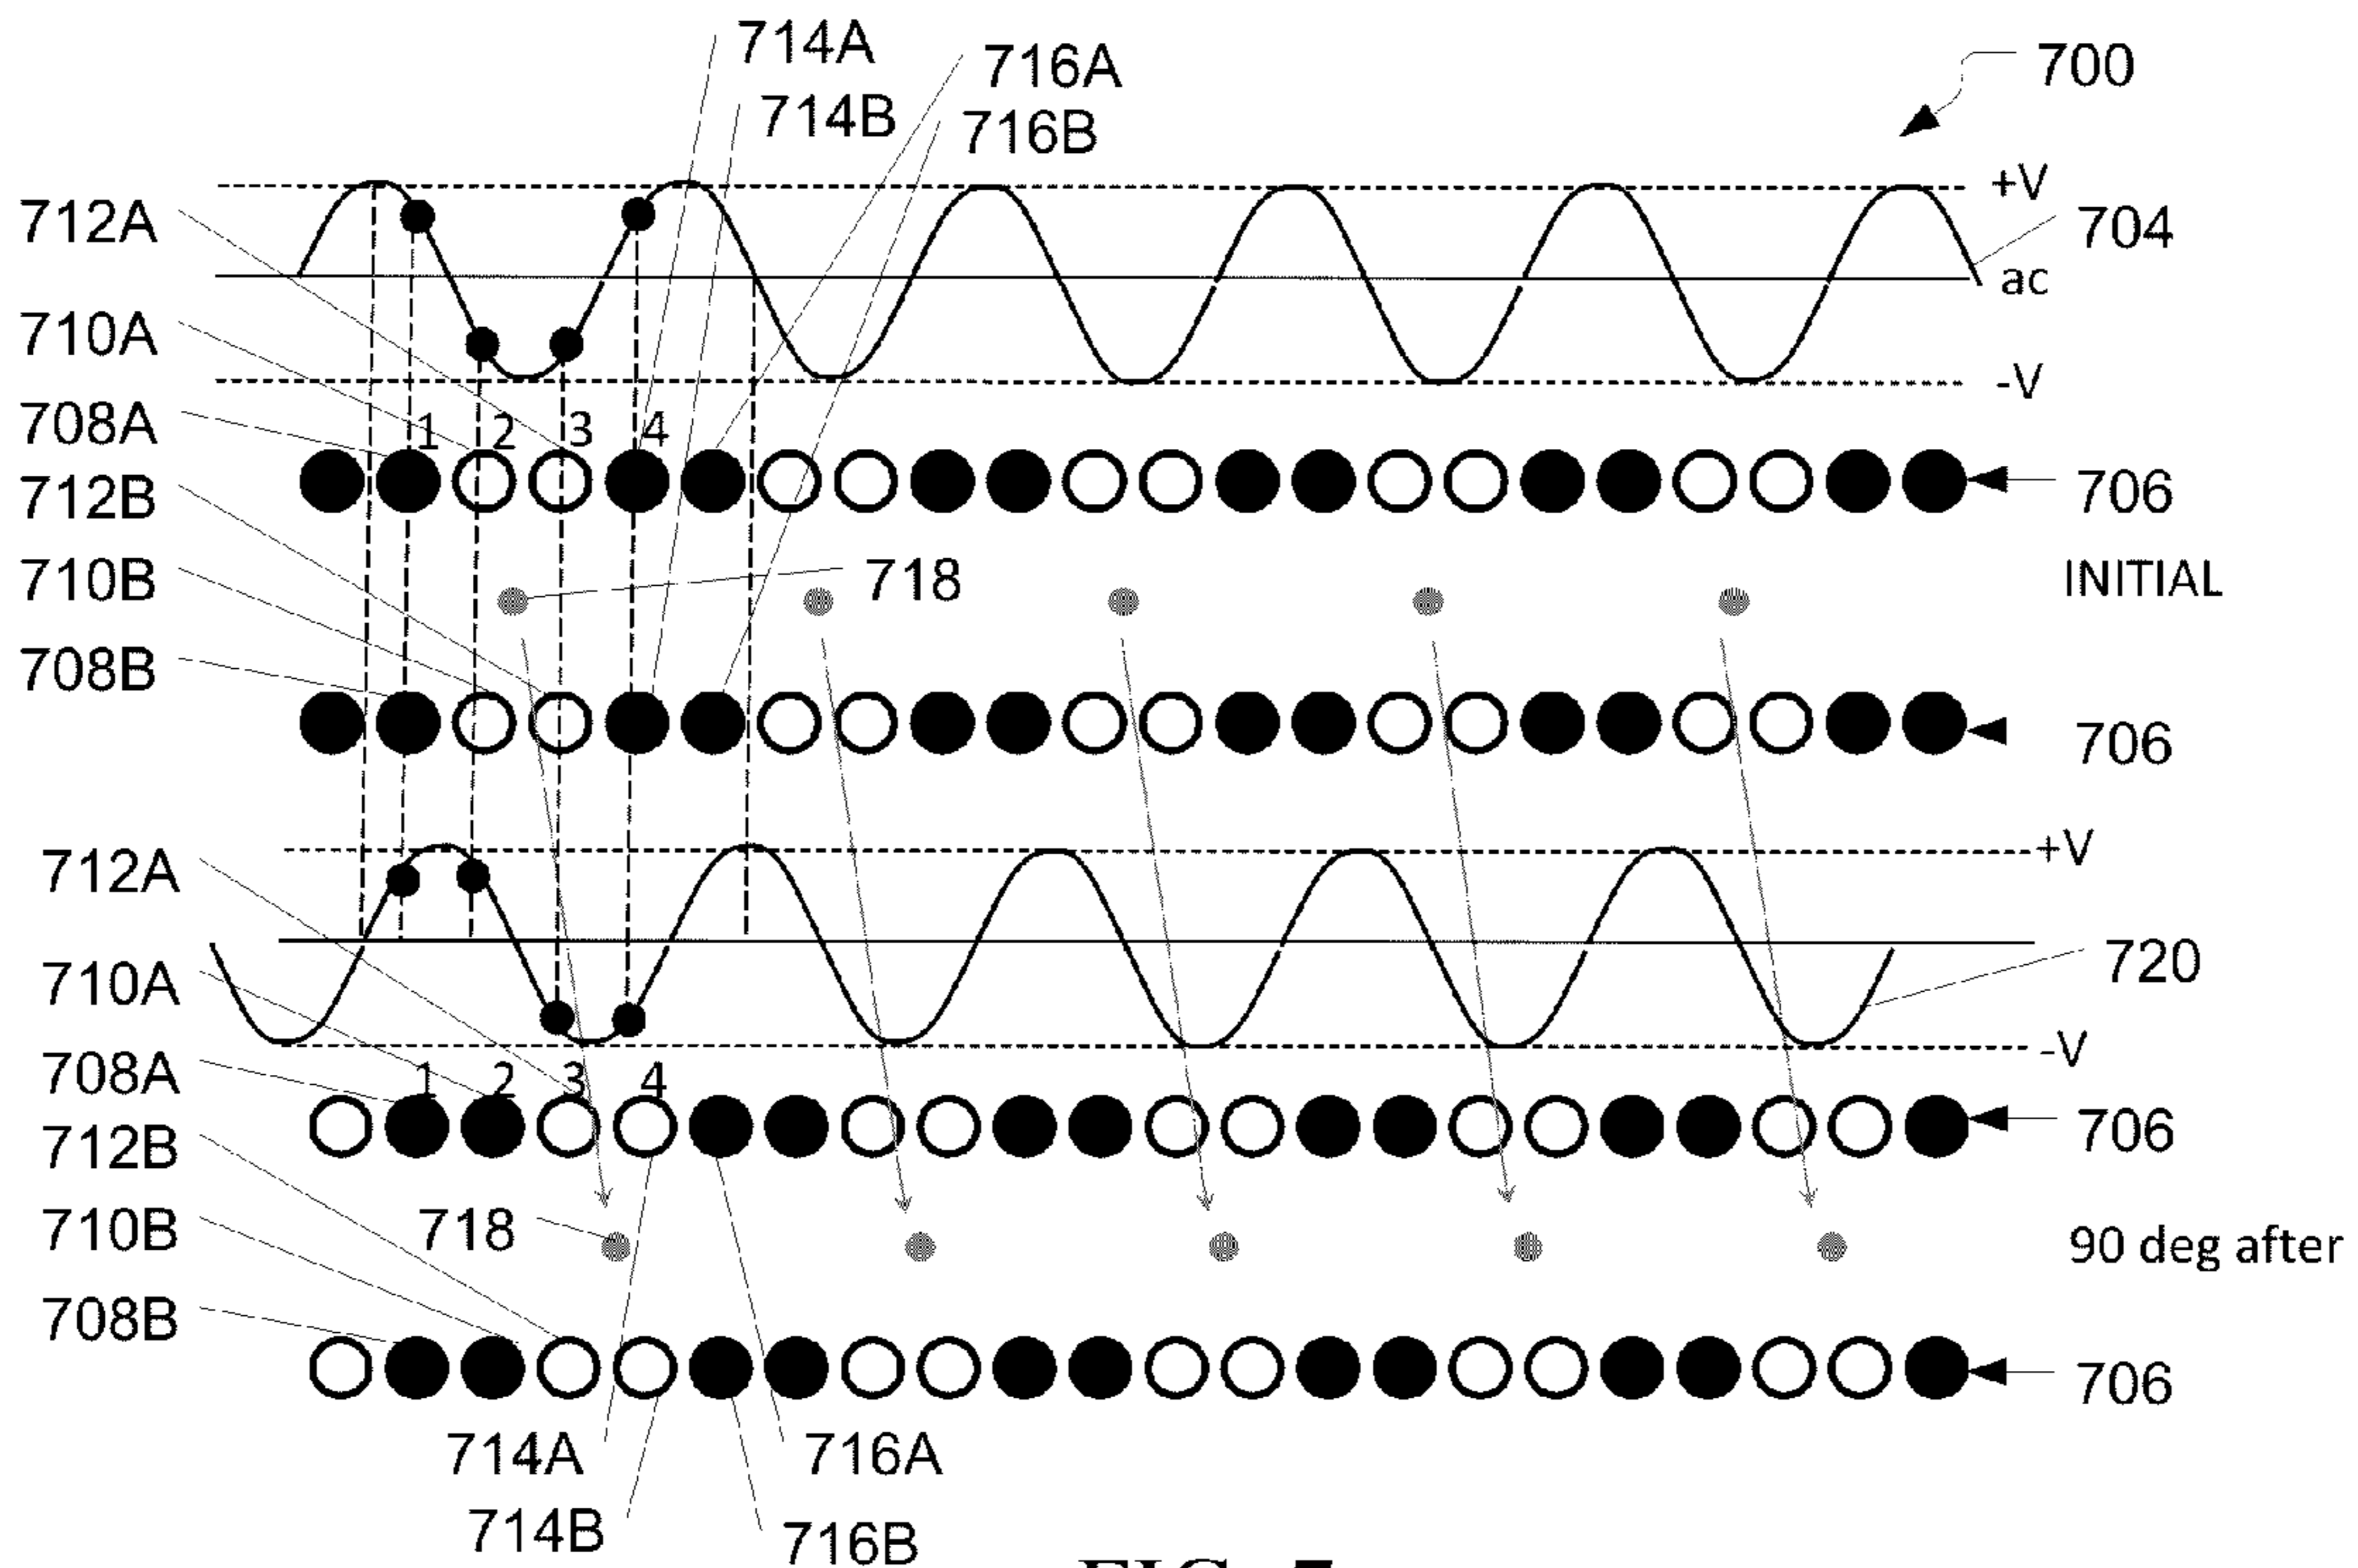 714A
716A
700
714B
716B
+V
712A
704
ac
710A
-V
708A
1 2 3 4
712B
706
710B
718
INITIAL
708B
706
+V
712A
720
710A
-V
708A
1 2 3 4
712B
706
710B
718
90 deg after
708B
706
714A
716A
714B
716B